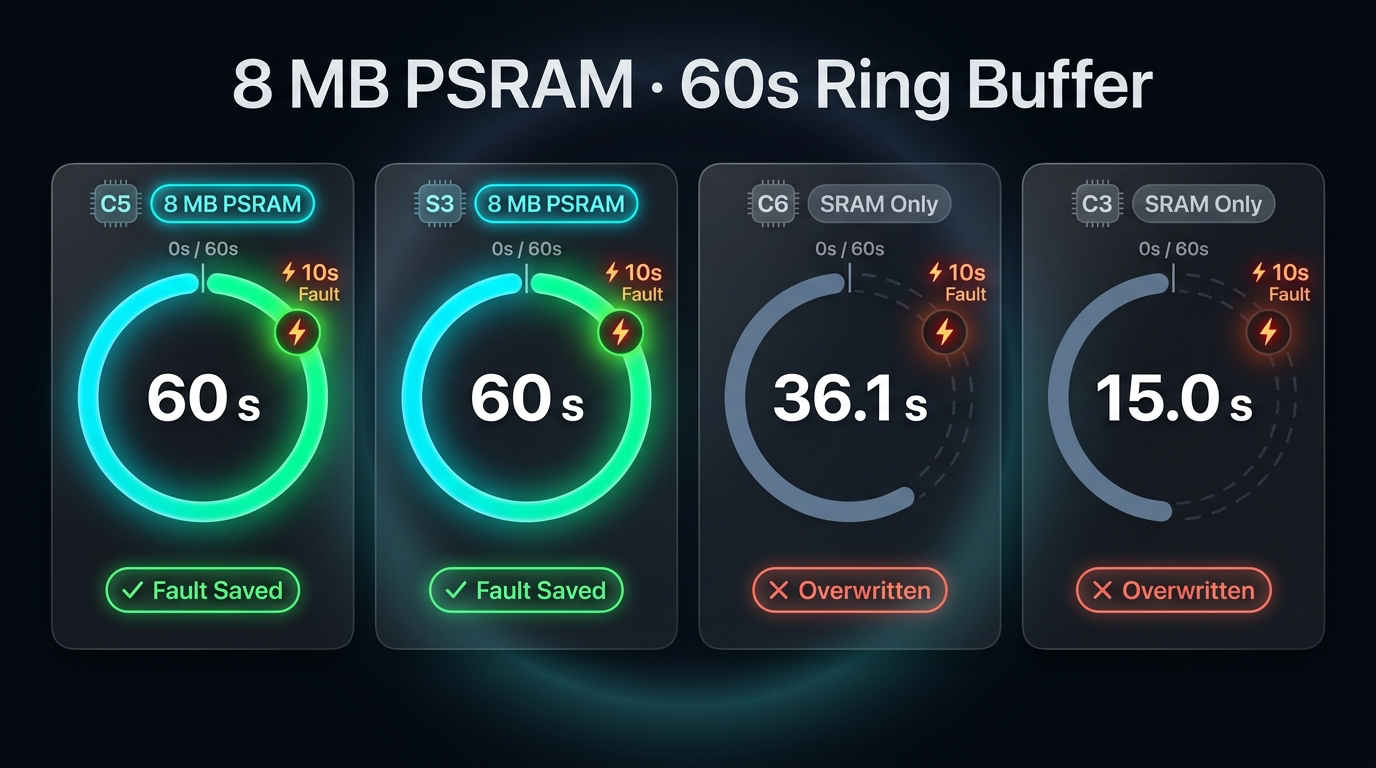 8 MB PSRAM · 60s Ring Buffer
C5 8 MB PSRAM
0s / 60s
10s
Fault
60 s
Fault Saved
S3 8 MB PSRAM
0s / 60s
10s
Fault
60 s
Fault Saved
C6 SRAM Only
0s / 60s
10s
Fault
36.1 s
Overwritten
C3 SRAM Only
0s / 60s
10s
Fault
15.0 s
Overwritten